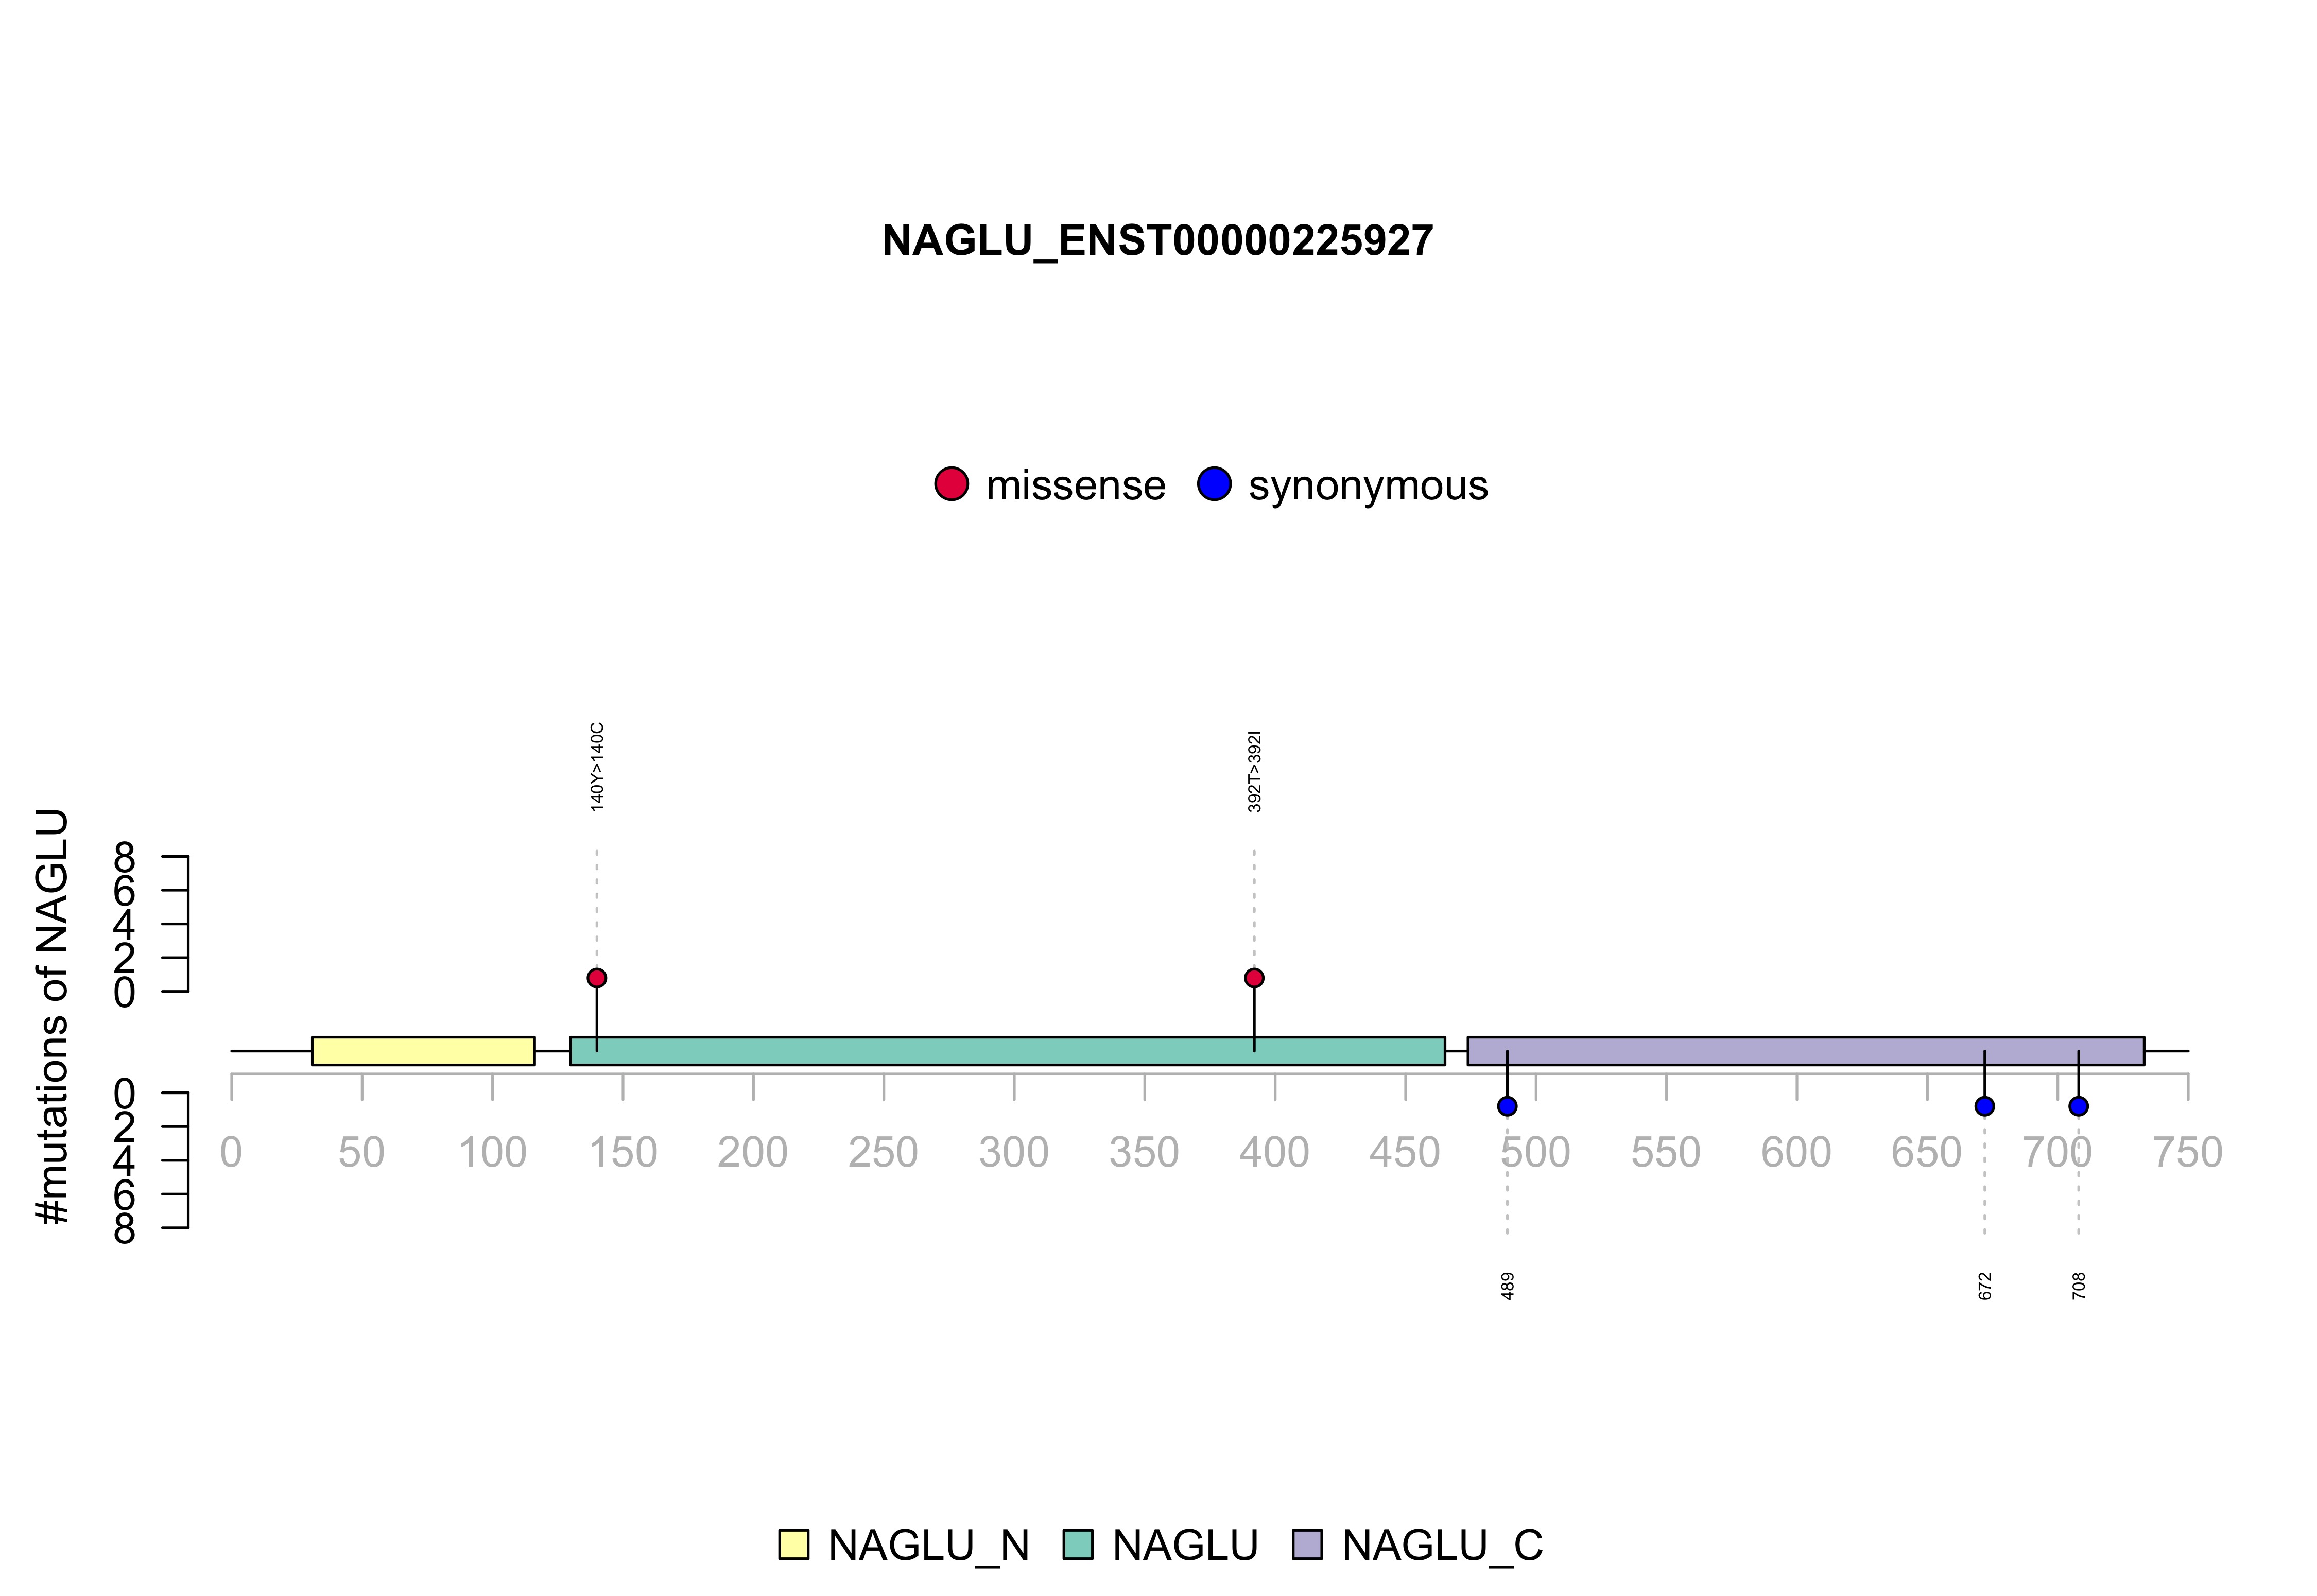 NAGLU_ENST00000225927
missense synonymous
140Y>140C
392T>392I
#mutations of NAGLU
8
6
4
2
0
0
2
4
6
8
0 50 100 150 200 250 300 350 400 450 500 550 600 650 700 750
489
672
708
NAGLU_N NAGLU NAGLU_C